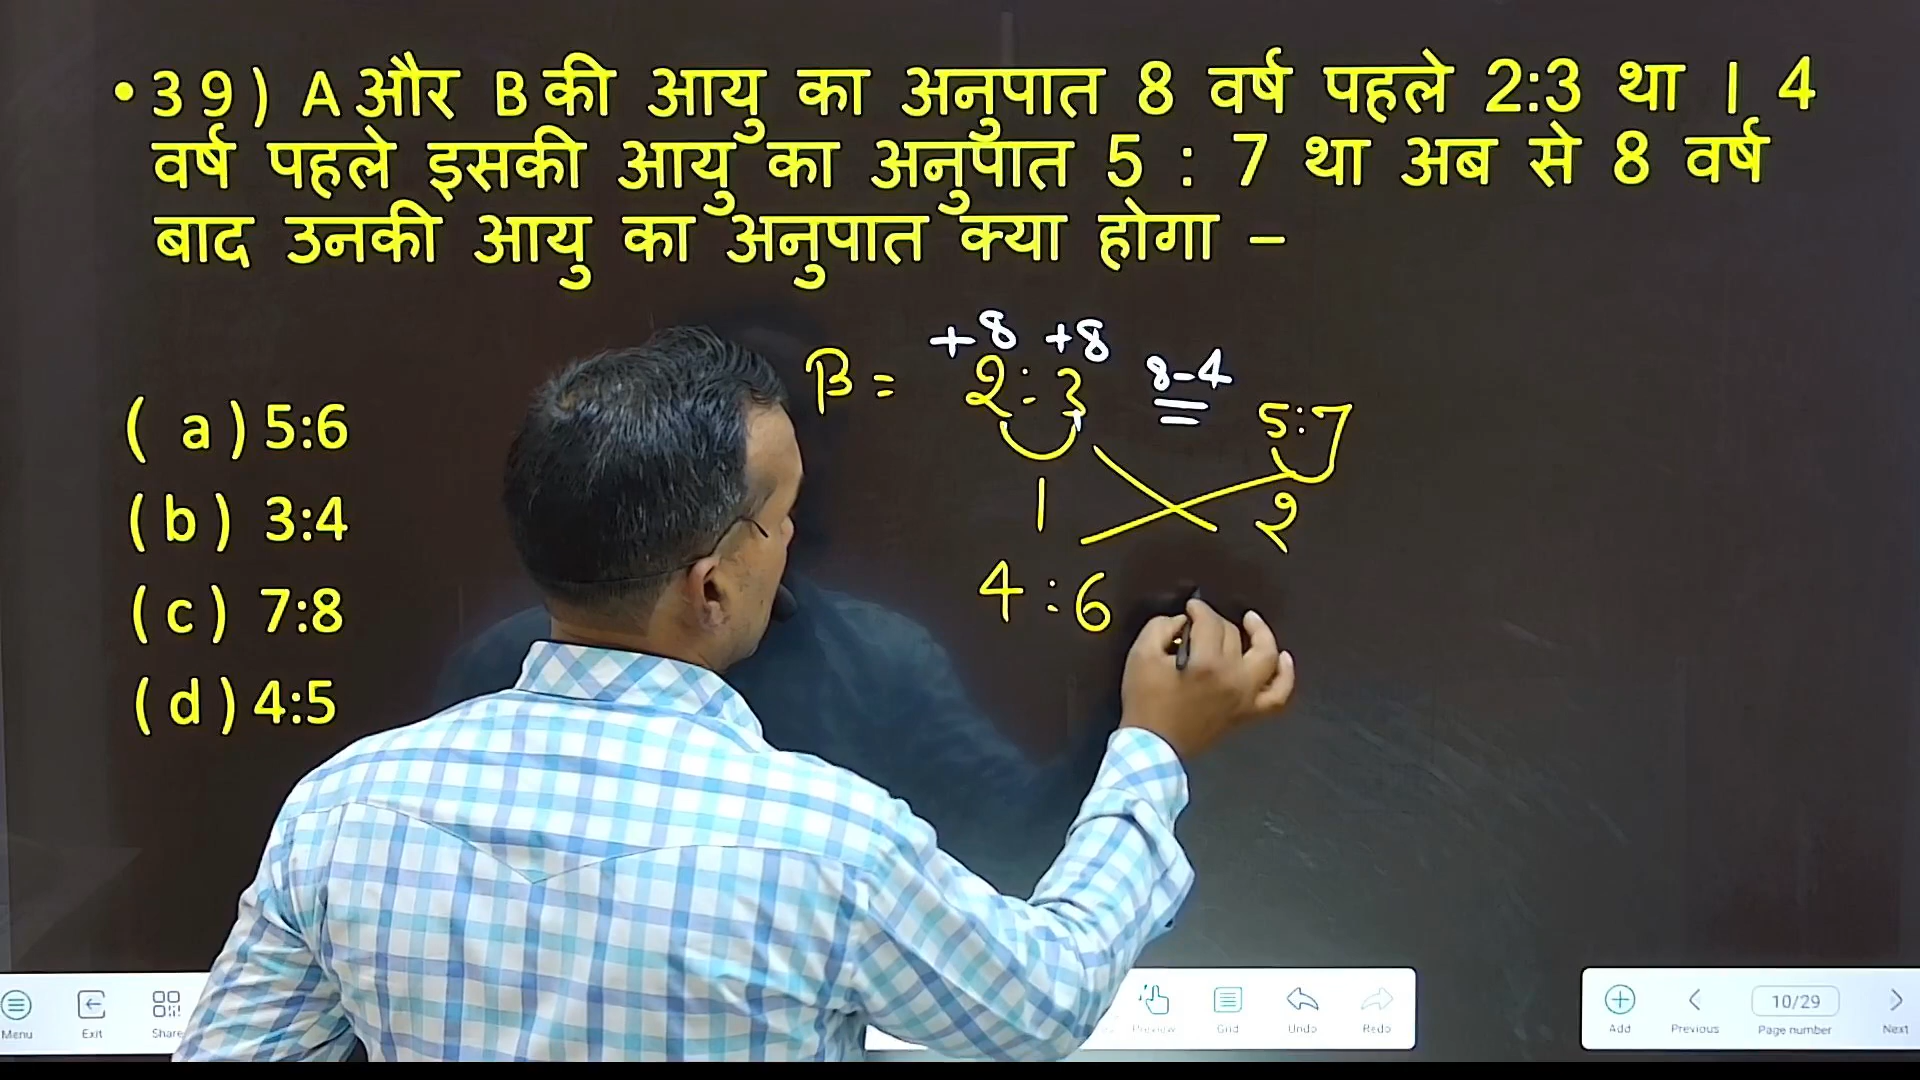 • 39) A और B की आयु का अनुपात 8 वर्ष पहले 2:3 था । 4
वर्ष पहले इसकी आयु का अनुपात 5 : 7 था अब से 8 वर्ष
बाद उनकी आयु का अनुपात क्या होगा –
+8 +8
B = 2:3 8-4
5:7
1 2
4:6
( a ) 5:6
( b ) 3:4
( c ) 7:8
( d ) 4:5
Menu Exit Share Preview Grid Undo Redo Add Previous 10/29 Page number Next